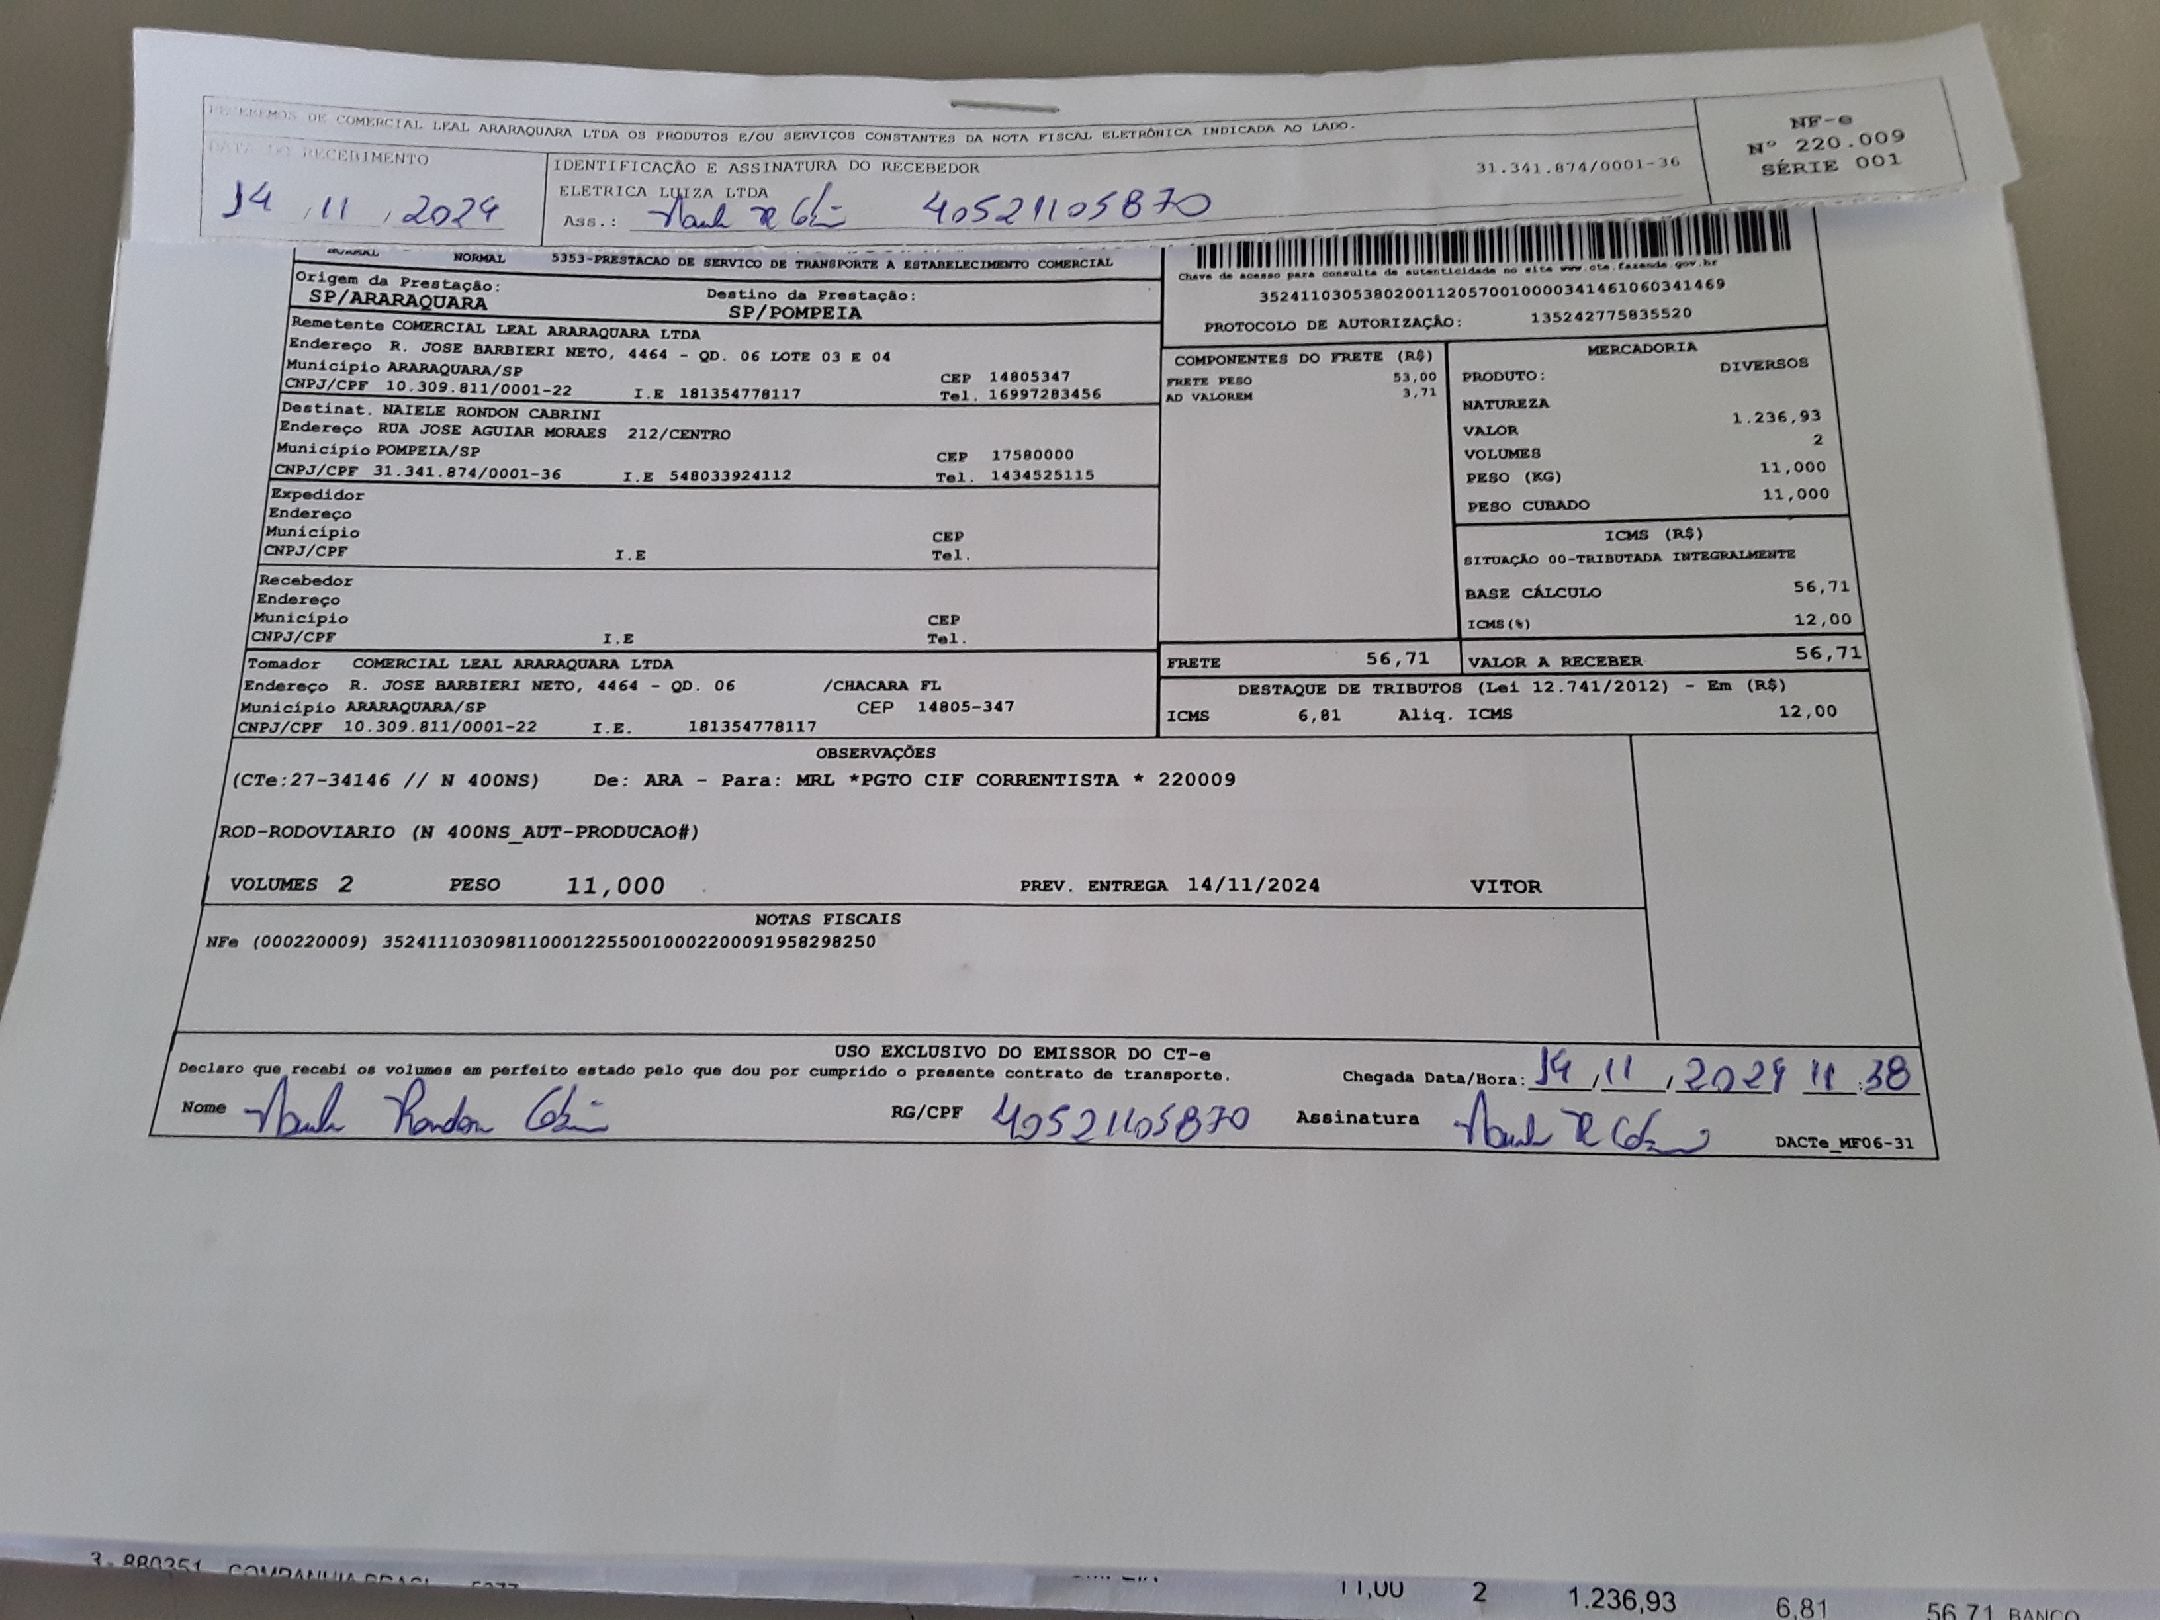 RECEBEMOS DE COMERCIAL LEAL ARARAQUARA LTDA OS PRODUTOS E/OU SERVIÇOS CONSTANTES DA NOTA FISCAL ELETRÔNICA INDICADA AO LADO.
NF-e
Nº 220.009
SÉRIE 001
DATA DO RECEBIMENTO
14 / 11 / 2024
IDENTIFICAÇÃO E ASSINATURA DO RECEBEDOR 31.341.874/0001-36
ELETRICA LUIZA LTDA
Ass.: 40521105870
NORMAL NORMAL 5353-PRESTACAO DE SERVICO DE TRANSPORTE A ESTABELECIMENTO COMERCIAL
Chave de acesso para consulta de autenticidade no site www.cte.fazenda.gov.br
35241103053802001120570010000341461060341469
PROTOCOLO DE AUTORIZAÇÃO: 135242775835520
Origem da Prestação: Destino da Prestação:
SP/ARARAQUARA SP/POMPEIA
Remetente COMERCIAL LEAL ARARAQUARA LTDA
Endereço R. JOSE BARBIERI NETO, 4464 - QD. 06 LOTE 03 E 04
Município ARARAQUARA/SP CEP 14805347
CNPJ/CPF 10.309.811/0001-22 I.E 181354778117 Tel. 16997283456
Destinat. NAIELE RONDON CABRINI
Endereço RUA JOSE AGUIAR MORAES 212/CENTRO
Município POMPEIA/SP CEP 17580000
CNPJ/CPF 31.341.874/0001-36 I.E 548033924112 Tel. 1434525115
Expedidor
Endereço
Município CEP
CNPJ/CPF I.E Tel.
Recebedor
Endereço
Município CEP
CNPJ/CPF I.E Tel.
Tomador COMERCIAL LEAL ARARAQUARA LTDA
Endereço R. JOSE BARBIERI NETO, 4464 - QD. 06 /CHACARA FL
Município ARARAQUARA/SP CEP 14805-347
CNPJ/CPF 10.309.811/0001-22 I.E. 181354778117
COMPONENTES DO FRETE (R$)
FRETE PESO 53,00
AD VALOREM 3,71
MERCADORIA
PRODUTO: DIVERSOS
NATUREZA
VALOR 1.236,93
VOLUMES 2
PESO (KG) 11,000
PESO CUBADO 11,000
ICMS (R$)
SITUAÇÃO 00-TRIBUTADA INTEGRALMENTE
BASE CÁLCULO 56,71
ICMS(%) 12,00
FRETE 56,71 VALOR A RECEBER 56,71
DESTAQUE DE TRIBUTOS (Lei 12.741/2012) - Em (R$)
ICMS 6,81 Aliq. ICMS 12,00
OBSERVAÇÕES
(CTe:27-34146 // N 400NS) De: ARA - Para: MRL *PGTO CIF CORRENTISTA * 220009
ROD-RODOVIARIO (N 400NS_AUT-PRODUCAO#)
VOLUMES 2 PESO 11,000 PREV. ENTREGA 14/11/2024 VITOR
NOTAS FISCAIS
NFe (000220009) 35241110309811000122550010002200091958298250
USO EXCLUSIVO DO EMISSOR DO CT-e
Declaro que recebi os volumes em perfeito estado pelo que dou por cumprido o presente contrato de transporte. Chegada Data/Hora: 14 / 11 / 2024 11 : 38
Nome Rondon RG/CPF 40521105870 Assinatura
DACTe_MF06-31
11,00 2 1.236,93 6,81 56,71 BANCO